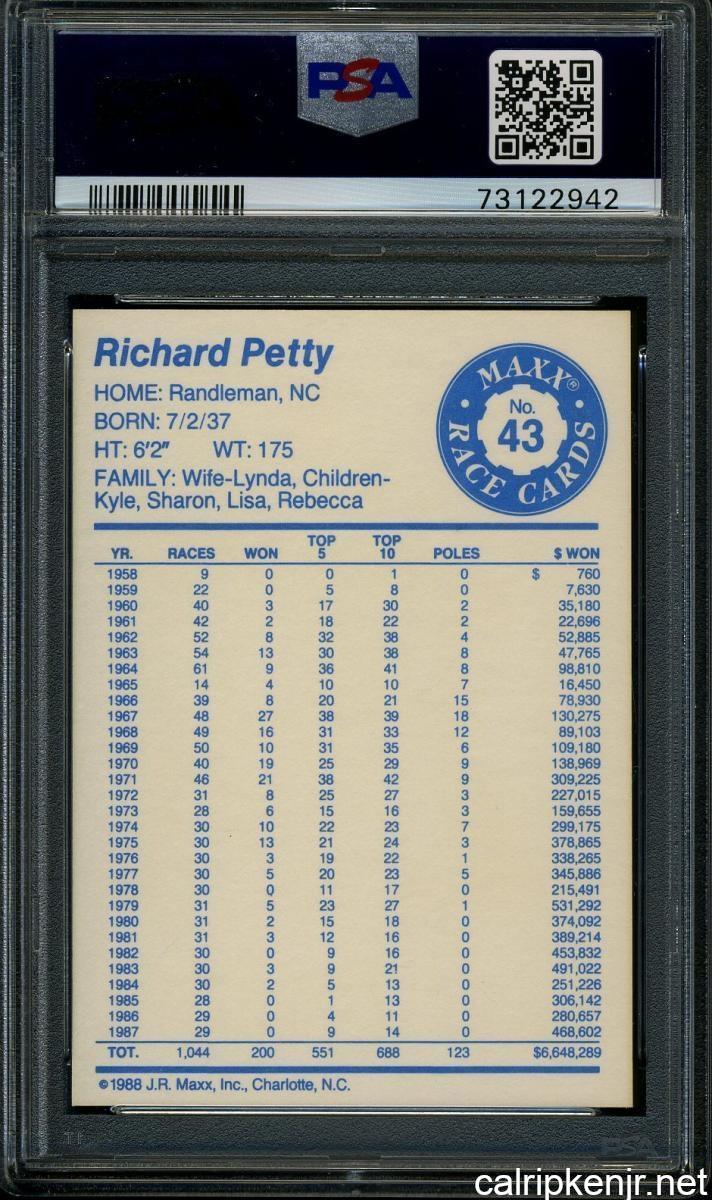 PSA
73122942
Richard Petty
HOME: Randleman, NC
BORN: 7/2/37
HT: 6'2" WT: 175
FAMILY: Wife-Lynda, Children-
Kyle, Sharon, Lisa, Rebecca
MAXX®
No.
43
RACE CARDS
YR. RACES WON TOP 5 TOP 10 POLES $ WON
1958 9 0 0 1 0 $ 760
1959 22 0 5 8 0 7,630
1960 40 3 17 30 2 35,180
1961 42 2 18 22 2 22,696
1962 52 8 32 38 4 52,885
1963 54 13 30 38 8 47,765
1964 61 9 36 41 8 98,810
1965 14 4 10 10 7 16,450
1966 39 8 20 21 15 78,930
1967 48 27 38 39 18 130,275
1968 49 16 31 33 12 89,103
1969 50 10 31 35 6 109,180
1970 40 19 25 29 9 138,969
1971 46 21 38 42 9 309,225
1972 31 8 25 27 3 227,015
1973 28 6 15 16 3 159,655
1974 30 10 22 23 7 299,175
1975 30 13 21 24 3 378,865
1976 30 3 19 22 1 338,265
1977 30 5 20 23 5 345,886
1978 30 0 11 17 0 215,491
1979 31 5 23 27 1 531,292
1980 31 2 15 18 0 374,092
1981 31 3 12 16 0 389,214
1982 30 0 9 16 0 453,832
1983 30 3 9 21 0 491,022
1984 30 2 5 13 0 251,226
1985 28 0 1 13 0 306,142
1986 29 0 4 11 0 280,657
1987 29 0 9 14 0 468,602
TOT. 1,044 200 551 688 123 $6,648,289
©1988 J.R. Maxx, Inc., Charlotte, N.C.
PSA
calripkenjr.net